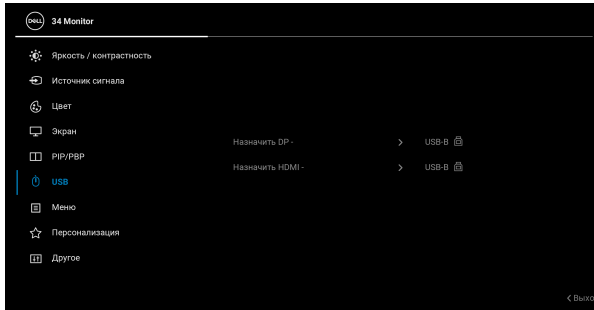 DELL 34 Monitor
Яркость / контрастность
Источник сигнала
Цвет
Экран
Назначить DP - USB-B
PIP/PBP
Назначить HDMI - USB-B
USB
Меню
Персонализация
Другое
Выхо